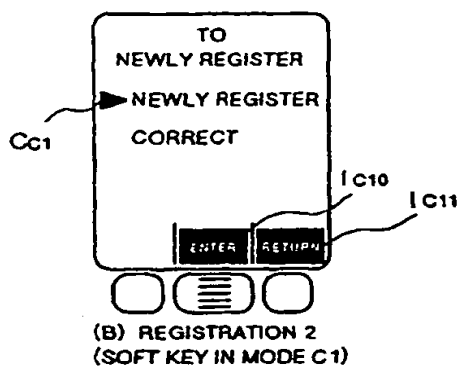 TO
NEWLY REGISTER
NEWLY REGISTER
CC1
CORRECT
IC10
IC11
ENTER RETURN
(B) REGISTRATION 2
(SOFT KEY IN MODE C1)